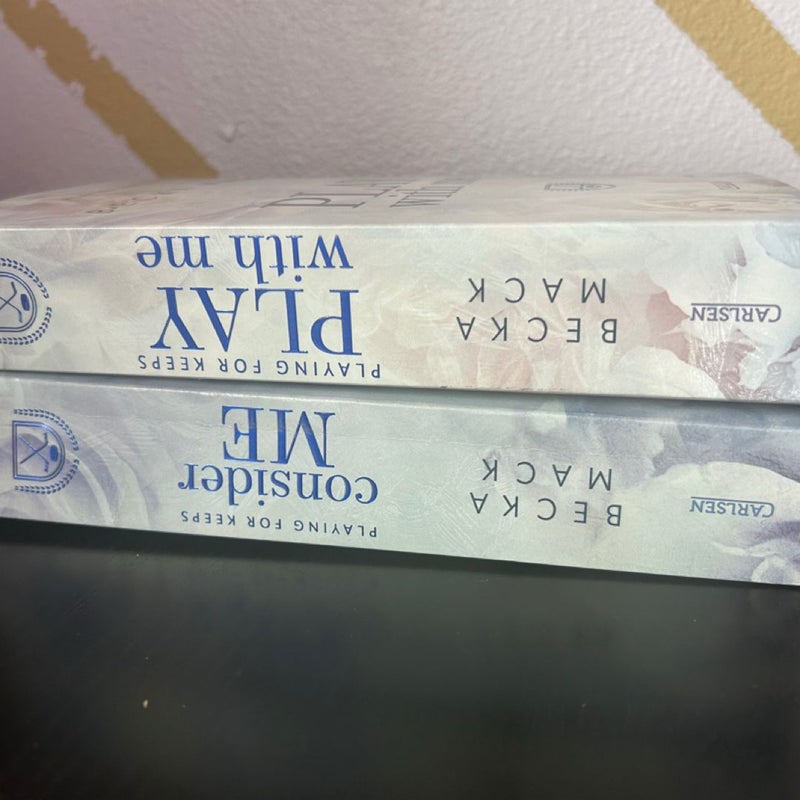 PLAYING FOR KEEPS
PLAY
with me
BECKA
MACK
CARLSEN
PLAYING FOR KEEPS
consider
ME
BECKA
MACK
CARLSEN